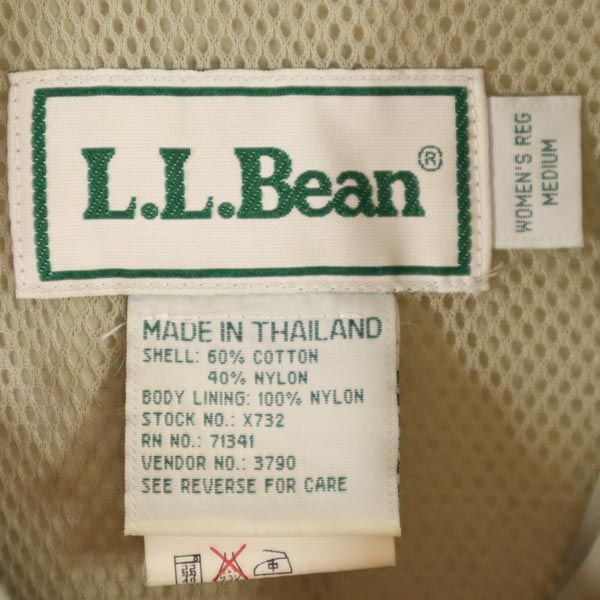 L.L.Bean®
WOMEN'S REG
MEDIUM
MADE IN THAILAND
SHELL: 60% COTTON
40% NYLON
BODY LINING: 100% NYLON
STOCK NO.: X732
RN NO.: 71341
VENDOR NO.: 3790
SEE REVERSE FOR CARE
中